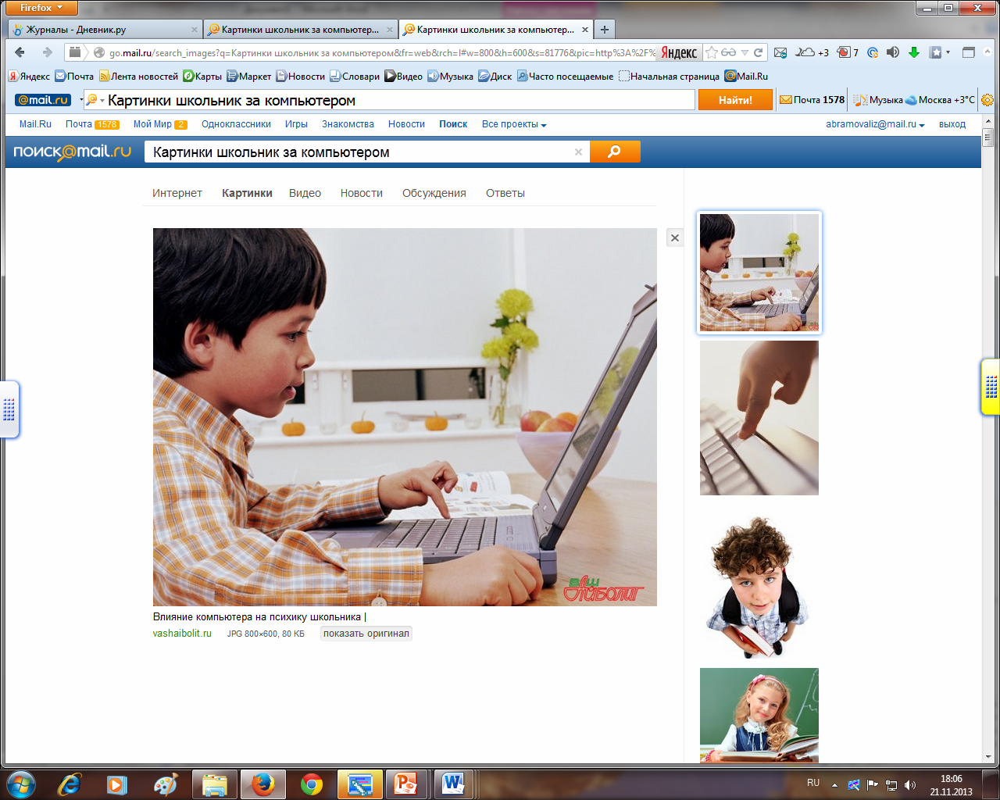 Firefox
Журналы - Дневник.ру
Картинки школьник за компьютер...
Картинки школьник за компьютер...
go.mail.ru/search_images?q=Картинки школьник за компьютером&fr=web&rch=l#w=800&h=600&s=81776&pic=http%3A%2F%
Яндекс
+3
7
Яндекс Почта Лента новостей Карты Маркет Новости Словари Видео Музыка Диск Часто посещаемые Начальная страница Mail.Ru
@mail.ru
Картинки школьник за компьютером
Найти!
Почта 1578
Музыка
Москва +3°C
Mail.Ru Почта 1578 Мой Мир 2 Одноклассники Игры Знакомства Новости Поиск Все проекты
abramovaliz@mail.ru выход
ПОИСК@mail.ru
Картинки школьник за компьютером
Интернет Картинки Видео Новости Обсуждения Ответы
ВАШ
АЙБОЛИТ
Влияние компьютера на психику школьника |
vashaibolit.ru JPG 800×600, 80 КБ показать оригинал
RU
18:06
21.11.2013